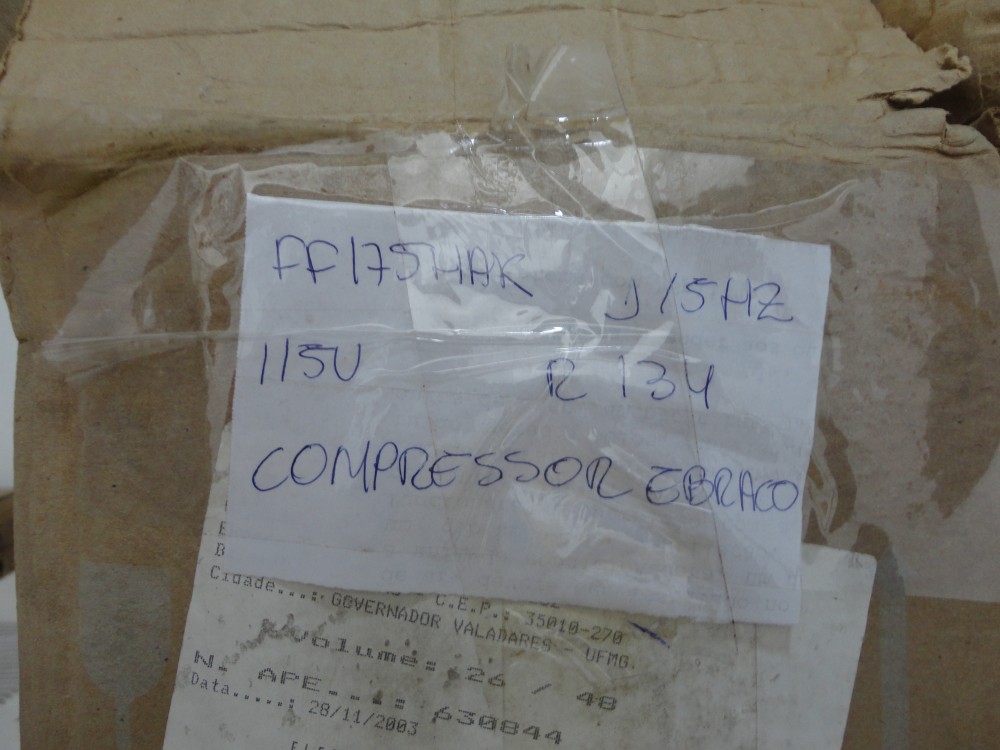 FF175HAK
J 15HZ
115V
R 134
COMPRESSOR EBRACO
B
Cidade...: GOVERNADOR VALADARES - UFMG.
C.E.P.: 35010-270
Volume: 26 / 48
N. APE...: 630844
Data.....: 28/11/2003